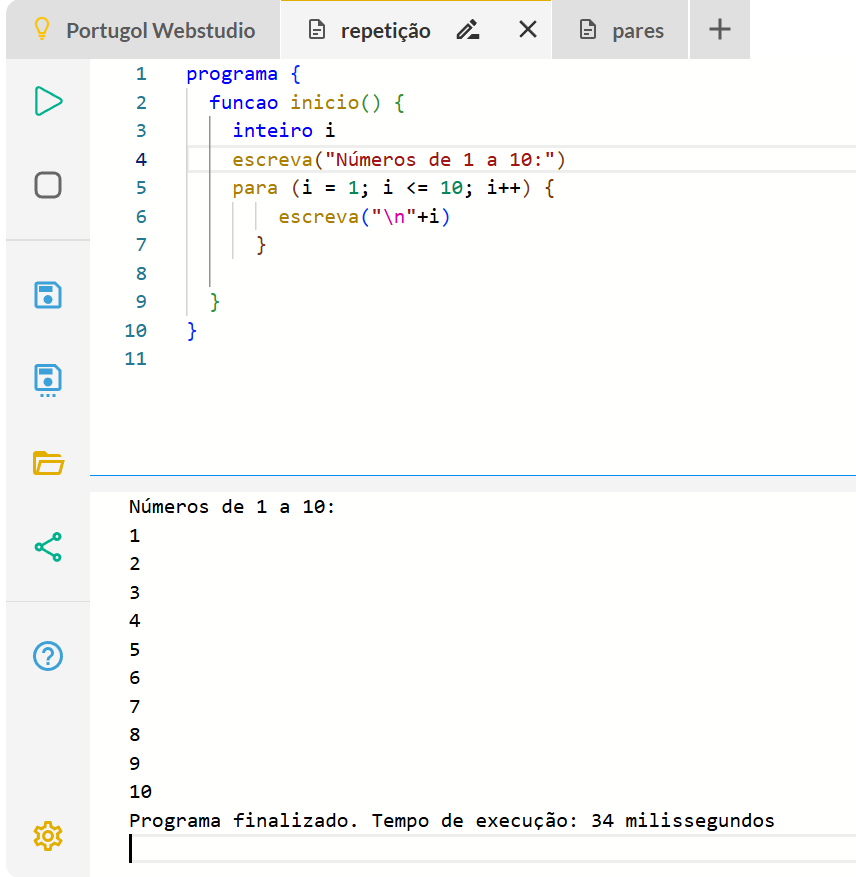 Portugol Webstudio repetição pares
1 programa {
2 funcao inicio() {
3 inteiro i
4 escreva("Números de 1 a 10:")
5 para (i = 1; i <= 10; i++) {
6 escreva("\n"+i)
7 }
8
9 }
10 }
11
Números de 1 a 10:
1
2
3
4
5
6
7
8
9
10
Programa finalizado. Tempo de execução: 34 milissegundos